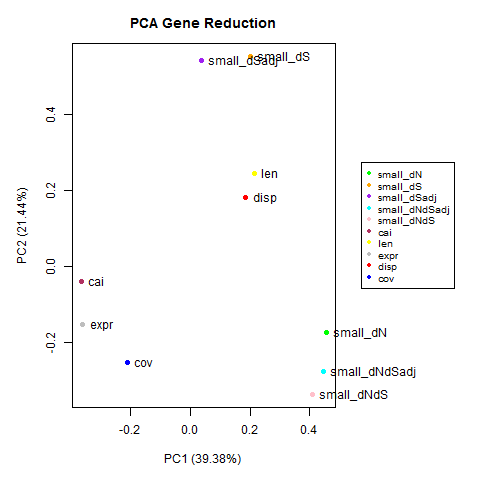 PCA Gene Reduction
small_dSadj
small_dS
len
disp
cai
expr
cov
small_dN
small_dNdSadj
small_dNdS
0.4
0.2
0.0
-0.2
PC2 (21.44%)
-0.2
0.0
0.2
0.4
PC1 (39.38%)
small_dN
small_dS
small_dSadj
small_dNdSadj
small_dNdS
cai
len
expr
disp
cov